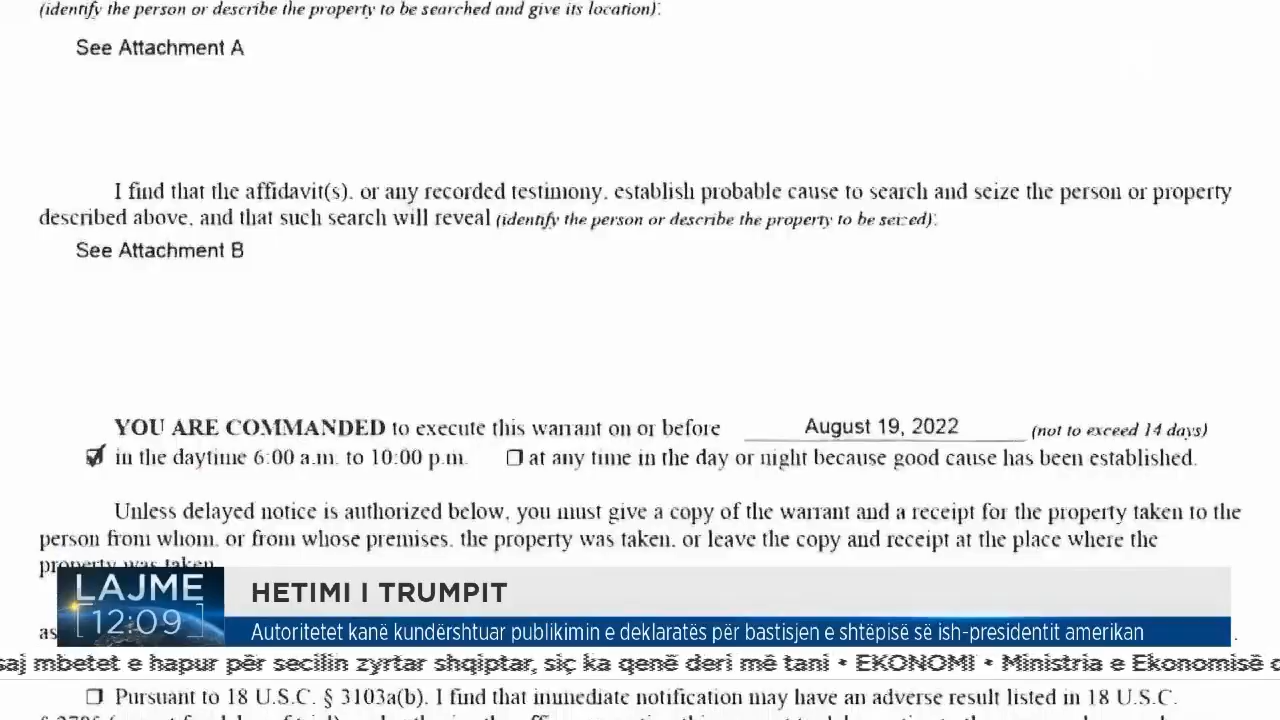 (identify the person or describe the property to be searched and give its location):
See Attachment A
I find that the affidavit(s), or any recorded testimony, establish probable cause to search and seize the person or property
described above, and that such search will reveal (identify the person or describe the property to be seized):
See Attachment B
YOU ARE COMMANDED to execute this warrant on or before August 19, 2022 (not to exceed 14 days)
in the daytime 6:00 a.m. to 10:00 p.m. at any time in the day or night because good cause has been established.
Unless delayed notice is authorized below, you must give a copy of the warrant and a receipt for the property taken to the
person from whom, or from whose premises, the property was taken, or leave the copy and receipt at the place where the
property was taken
LAJME
[12:09]
HETIMI I TRUMPIT
Autoritetet kanë kundërshtuar publikimin e deklaratës për bastisjen e shtëpisë së ish-presidentit amerikan
as
saj mbetet e hapur për secilin zyrtar shqiptar, siç ka qenë deri më tani • EKONOMI • Ministria e Ekonomisë
Pursuant to 18 U.S.C. § 3103a(b), I find that immediate notification may have an adverse result listed in 18 U.S.C.